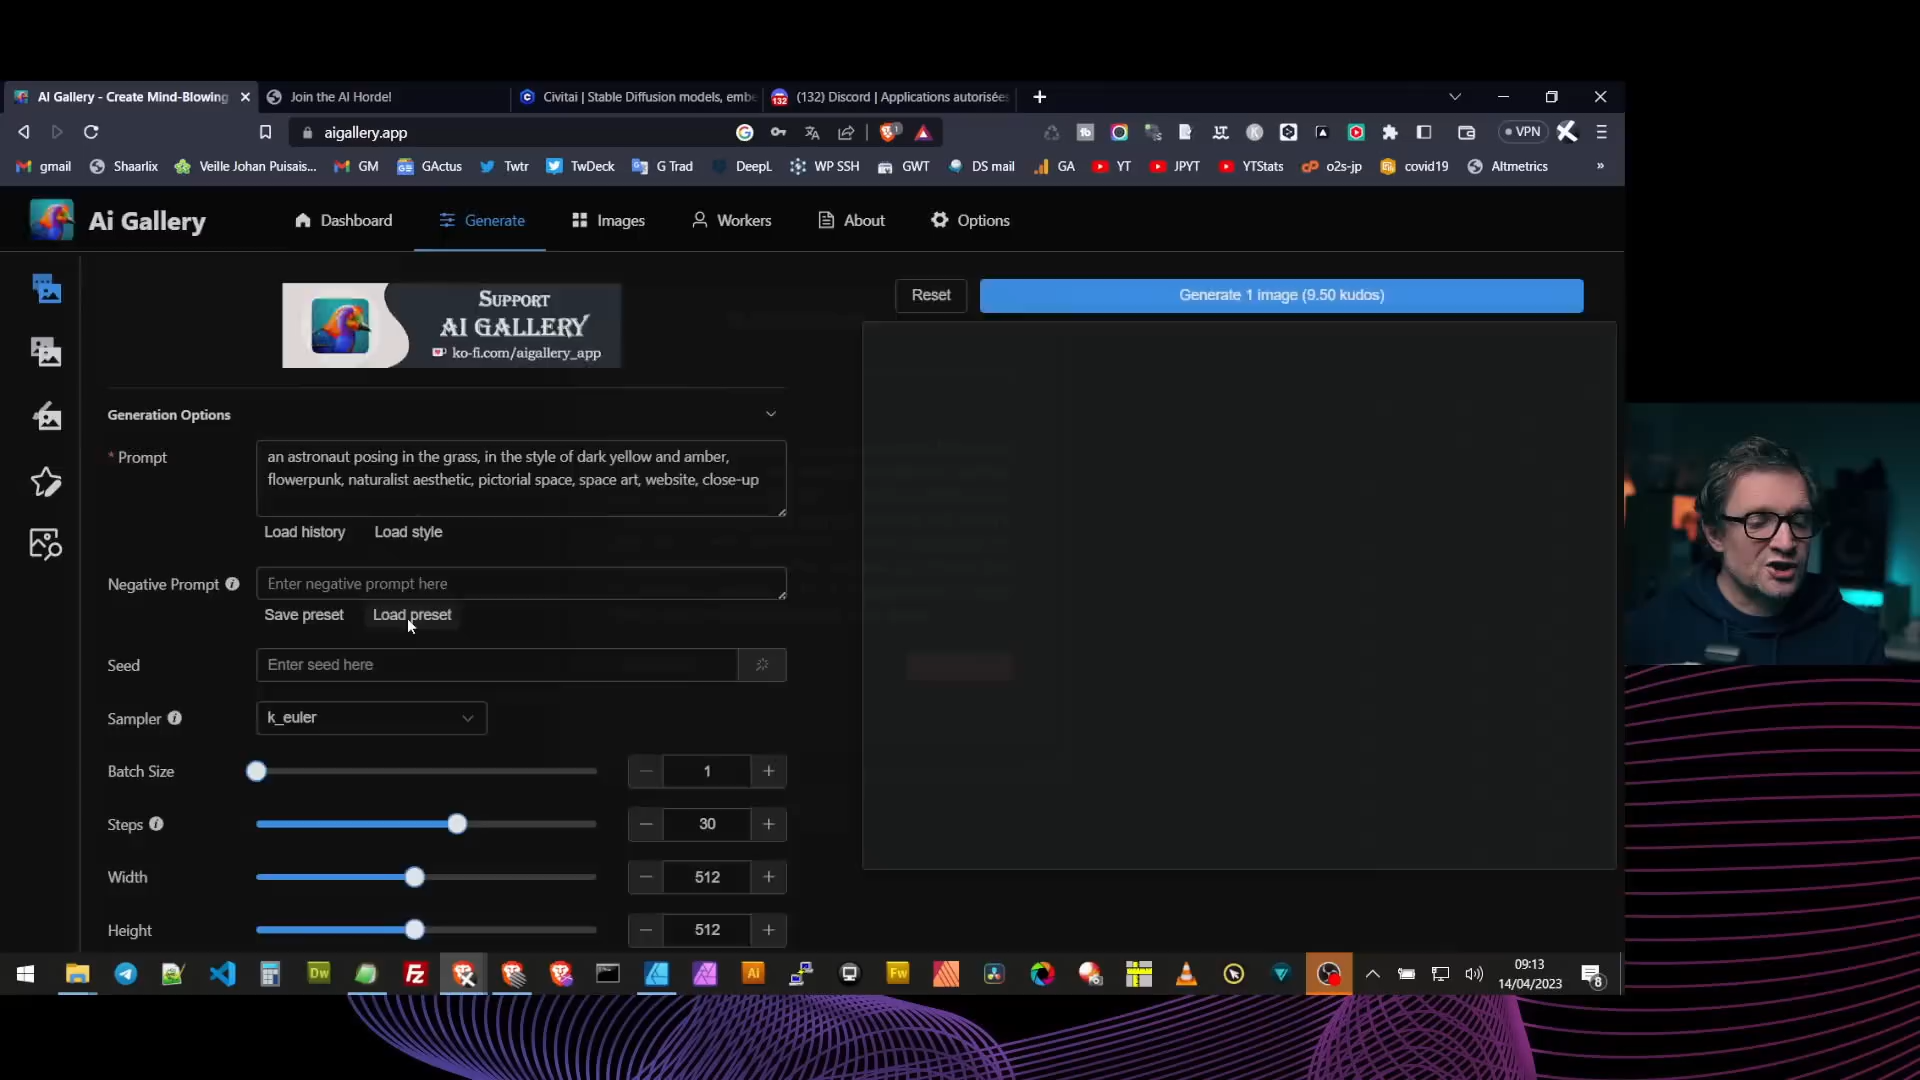 AI Gallery - Create Mind-Blowing
Join the AI Horde!
Civitai | Stable Diffusion models, embe
(132) Discord | Applications autorisées
aigallery.app
VPN
gmail
Shaarlix
Veille Johan Puisais...
GM
GActus
Twtr
TwDeck
G Trad
DeepL
WP SSH
GWT
DS mail
GA
YT
JPYT
YTStats
o2s-jp
covid19
Altmetrics
»
Ai Gallery
Dashboard
Generate
Images
Workers
About
Options
SUPPORT
AI GALLERY
ko-fi.com/aigallery_app
Reset
Generate 1 image (9.50 kudos)
Generation Options
* Prompt
an astronaut posing in the grass, in the style of dark yellow and amber,
flowerpunk, naturalist aesthetic, pictorial space, space art, website, close-up
Load history
Load style
Negative Prompt
Enter negative prompt here
Save preset
Load preset
Seed
Enter seed here
Sampler
k_euler
Batch Size
1
Steps
30
Width
512
Height
512
Dw
Fz
Ai
Fw
09:13
14/04/2023
8